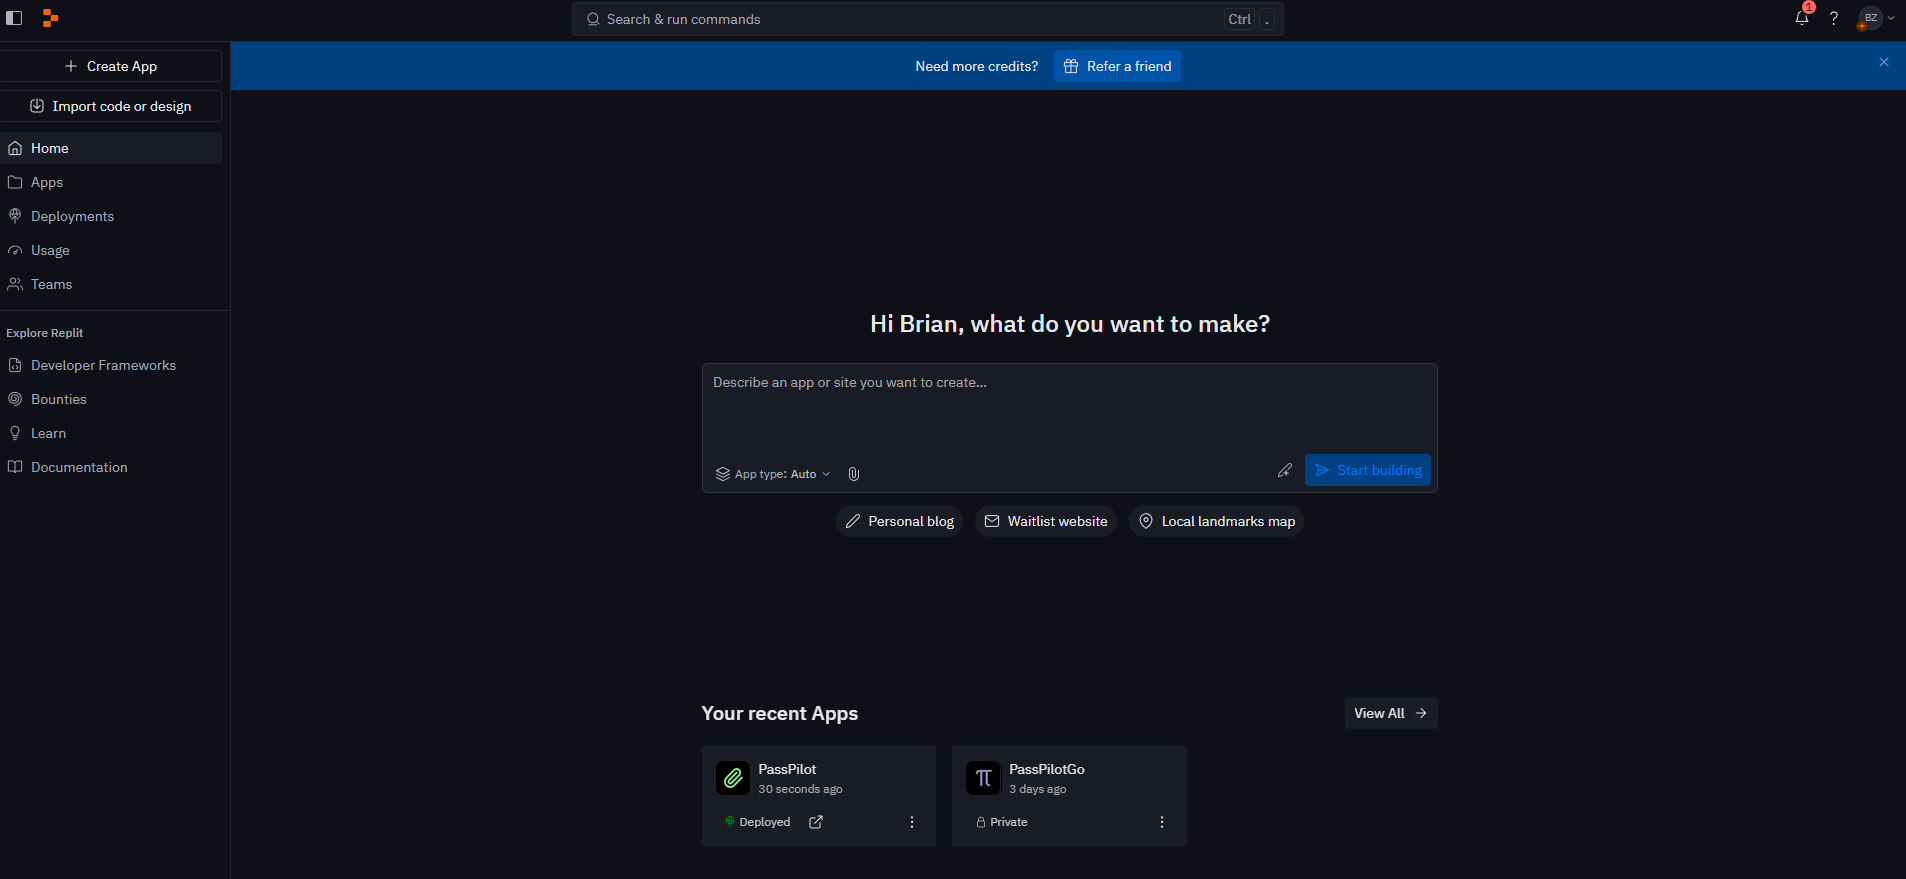 Search & run commands
Ctrl .
1
BZ
Create App
Import code or design
Home
Apps
Deployments
Usage
Teams
Explore Replit
Developer Frameworks
Bounties
Learn
Documentation
Need more credits? Refer a friend
Hi Brian, what do you want to make?
Describe an app or site you want to create...
App type: Auto
Start building
Personal blog
Waitlist website
Local landmarks map
Your recent Apps
View All
PassPilot
30 seconds ago
Deployed
PassPilotGo
3 days ago
Private